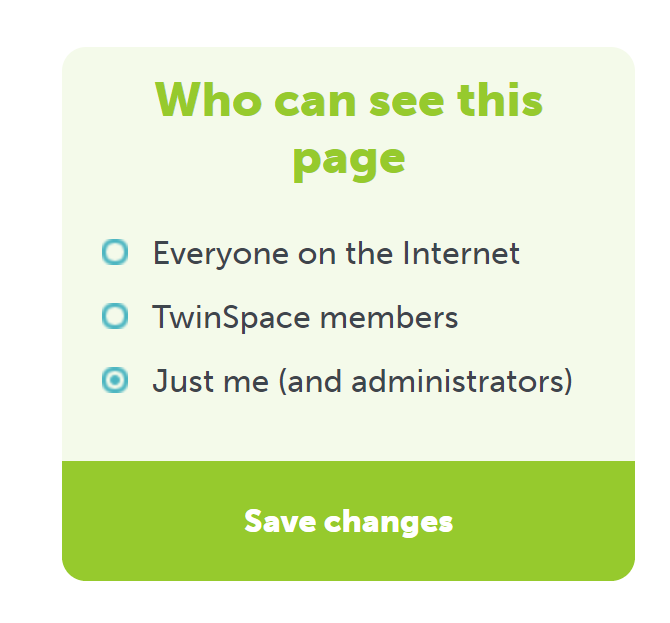 Who can see this
page
Everyone on the Internet
TwinSpace members
Just me (and administrators)
Save changes